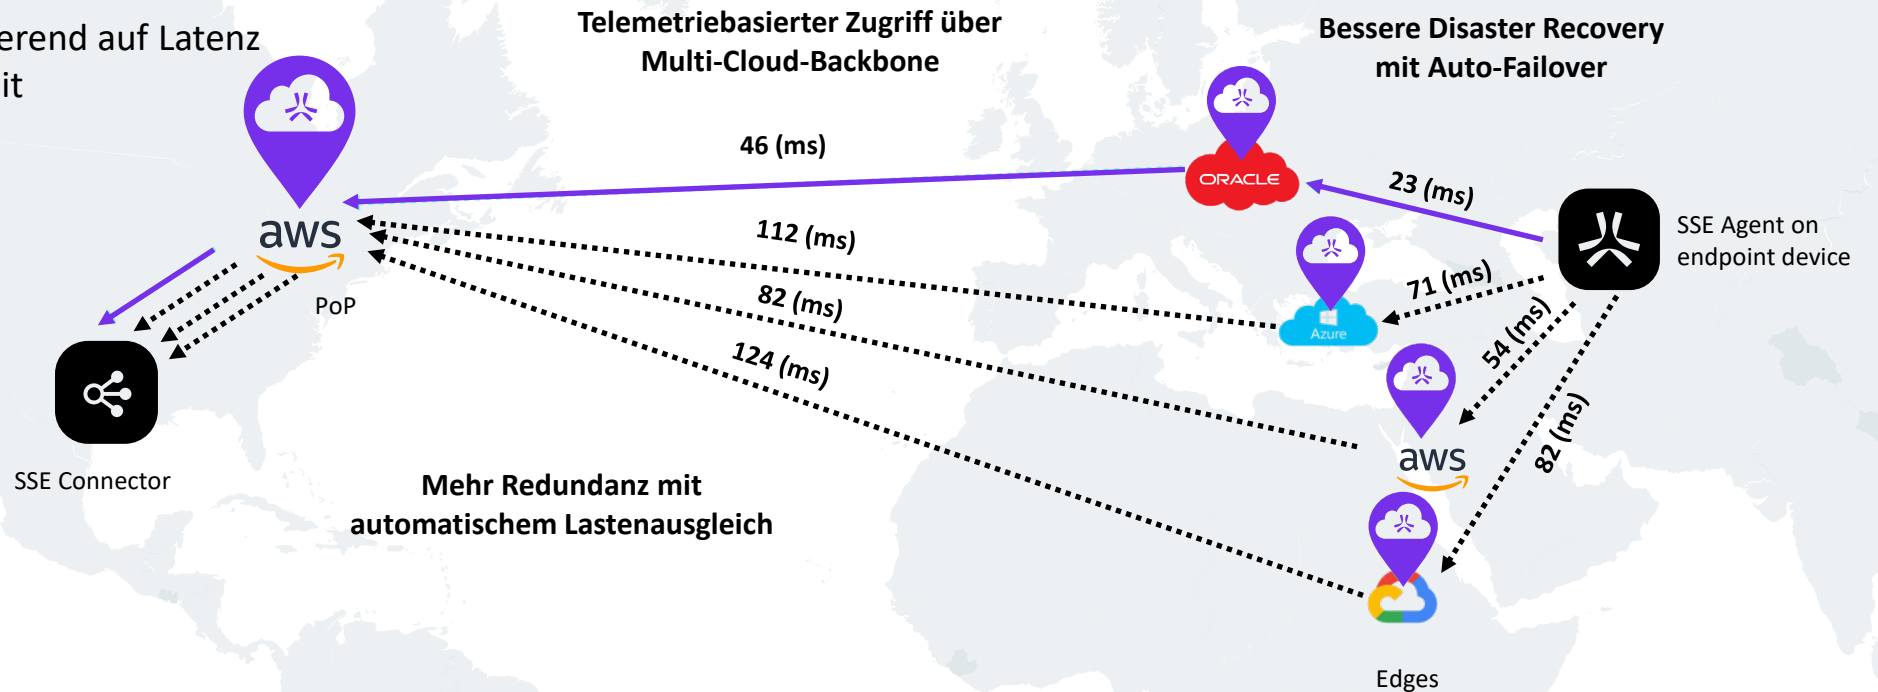 erend auf Latenz
it
Telemetriebasierter Zugriff über
Multi-Cloud-Backbone
Bessere Disaster Recovery
mit Auto-Failover
46 (ms)
ORACLE
23 (ms)
SSE Agent on
endpoint device
aws
PoP
112 (ms)
71 (ms)
Azure
82 (ms)
54 (ms)
124 (ms)
82 (ms)
aws
SSE Connector
Mehr Redundanz mit
automatischem Lastenausgleich
Edges